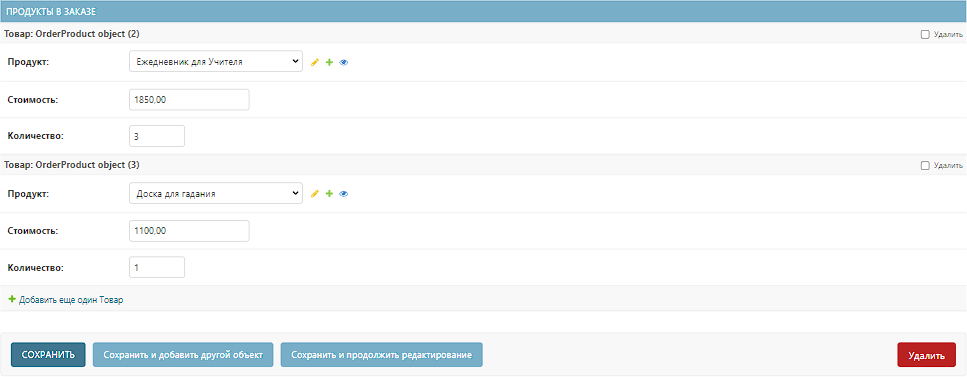 ПРОДУКТЫ В ЗАКАЗЕ
Товар: OrderProduct object (2) Удалить
Продукт: Ежедневник для Учителя
Стоимость: 1850,00
Количество: 3
Товар: OrderProduct object (3) Удалить
Продукт: Доска для гадания
Стоимость: 1100,00
Количество: 1
Добавить еще один Товар
СОХРАНИТЬ Сохранить и добавить другой объект Сохранить и продолжить редактирование Удалить